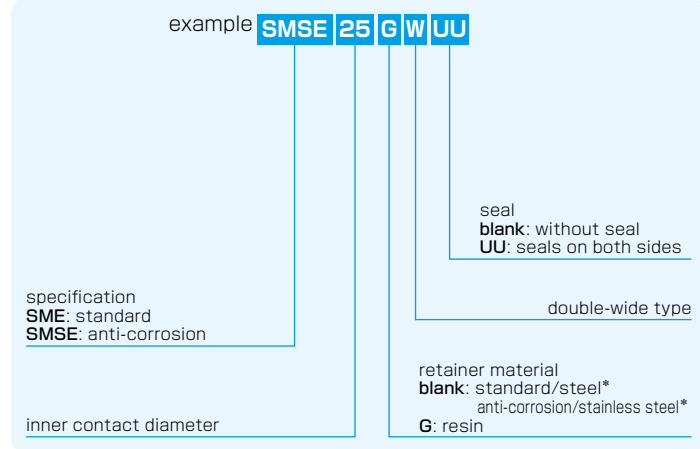 example SMSE 25 G W UU
seal
blank: without seal
UU: seals on both sides
specification
SME: standard
SMSE: anti-corrosion
double-wide type
retainer material
blank: standard/steel*
anti-corrosion/stainless steel*
G: resin
inner contact diameter